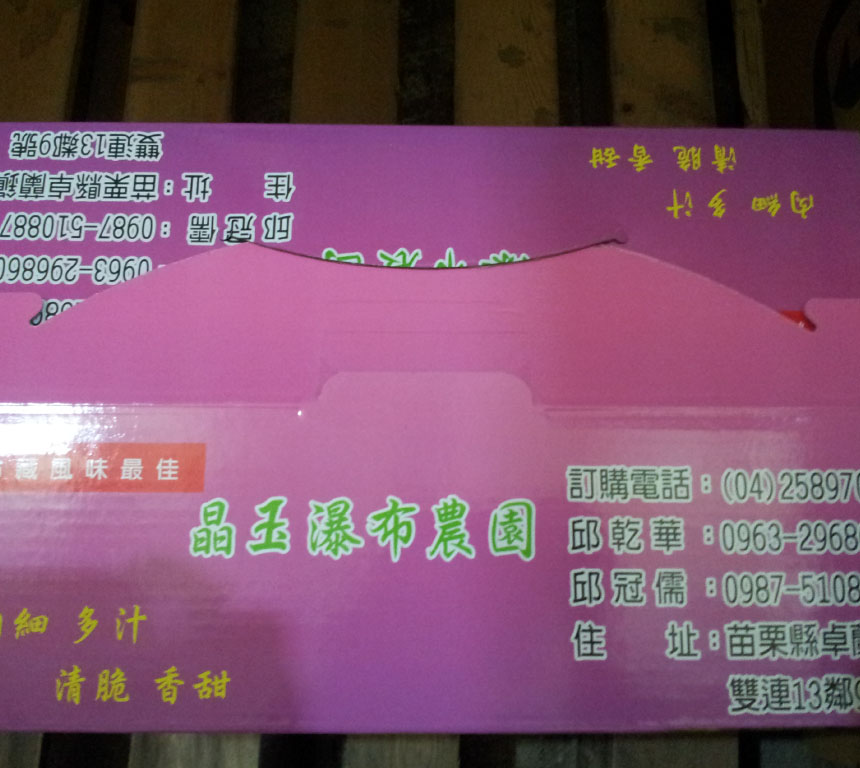 雙連13鄰9號
住 址：苗栗縣卓蘭鎮
邱冠儒：0987-51088
0963-29686
肉細多汁
清脆香甜
藏風味最佳
晶玉瀑布農園
細多汁
清脆香甜
訂購電話：(04)25897
邱乾華：0963-2968
邱冠儒：0987-5108
住 址：苗栗縣卓蘭
雙連13鄰9